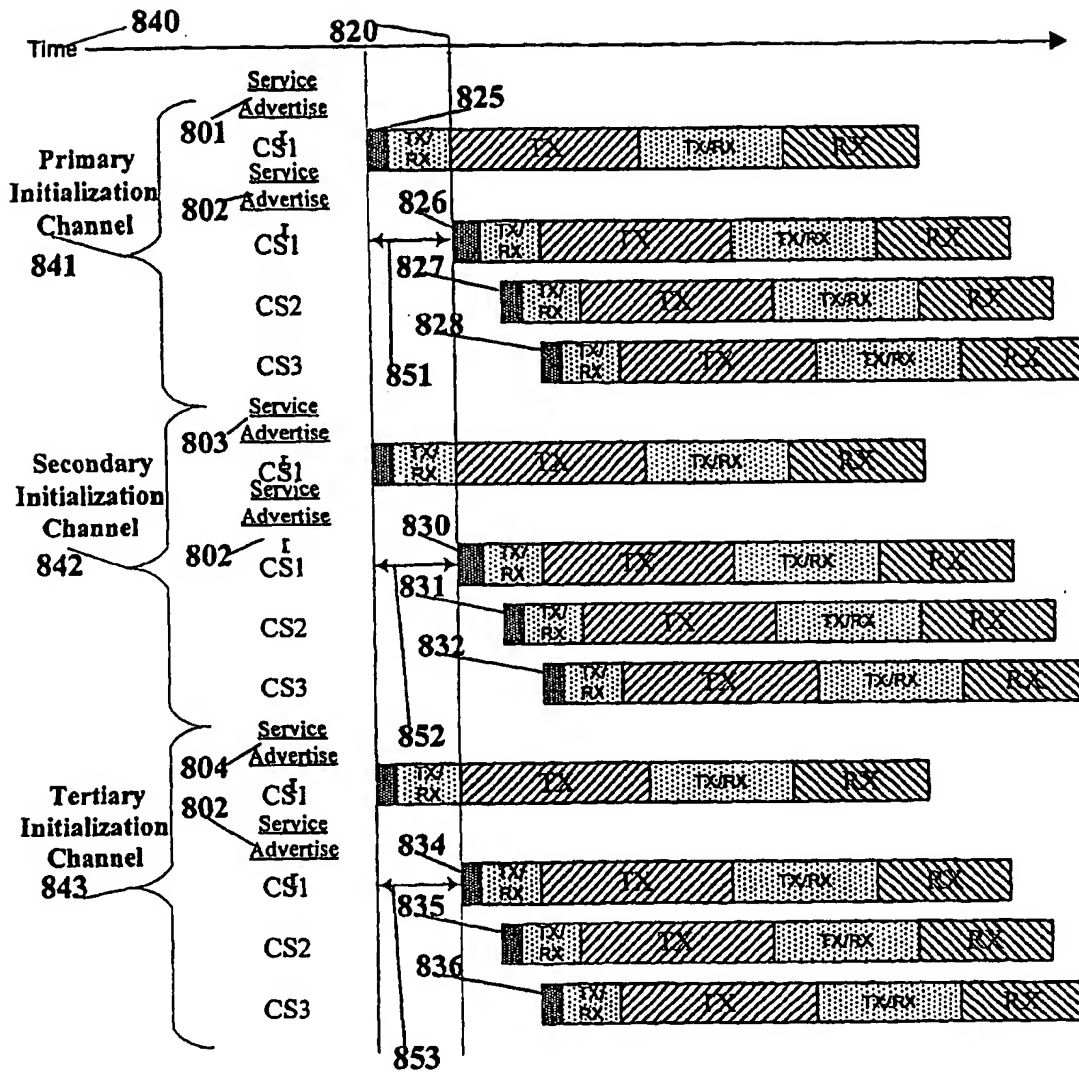 840
820
Time
Service
Advertise
r
825
801
CS1
TX/
RX
TX
TX/RX
RX
Primary
Initialization
Channel
841
Service
Advertise
r
802
826
CS1
TX/
RX
TX
TX/RX
RX
827
CS2
TX/
RX
TX
TX/RX
RX
828
CS3
TX/
RX
TX
TX/RX
RX
851
Service
Advertise
r
803
CS1
TX/
RX
TX
TX/RX
RX
Secondary
Initialization
Channel
842
Service
Advertise
r
802
830
CS1
TX/
RX
TX
TX/RX
RX
831
CS2
TX/
RX
TX
TX/RX
RX
832
CS3
TX/
RX
TX
TX/RX
RX
852
Service
Advertise
r
804
CS1
TX/
RX
TX
TX/RX
RX
Tertiary
Initialization
Channel
843
802
Service
Advertise
r
834
CS1
TX/
RX
TX
TX/RX
RX
835
CS2
TX/
RX
TX
TX/RX
RX
836
CS3
TX/
RX
TX
TX/RX
RX
853